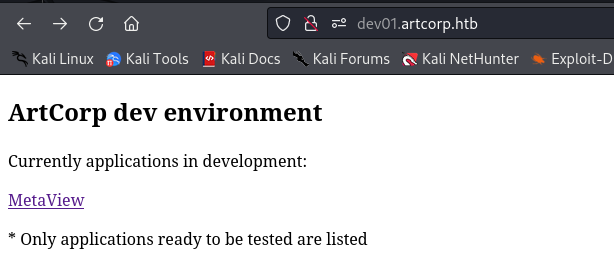 dev01.artcorp.htb
Kali Linux Kali Tools Kali Docs Kali Forums Kali NetHunter Exploit-D
ArtCorp dev environment
Currently applications in development:
MetaView
* Only applications ready to be tested are listed